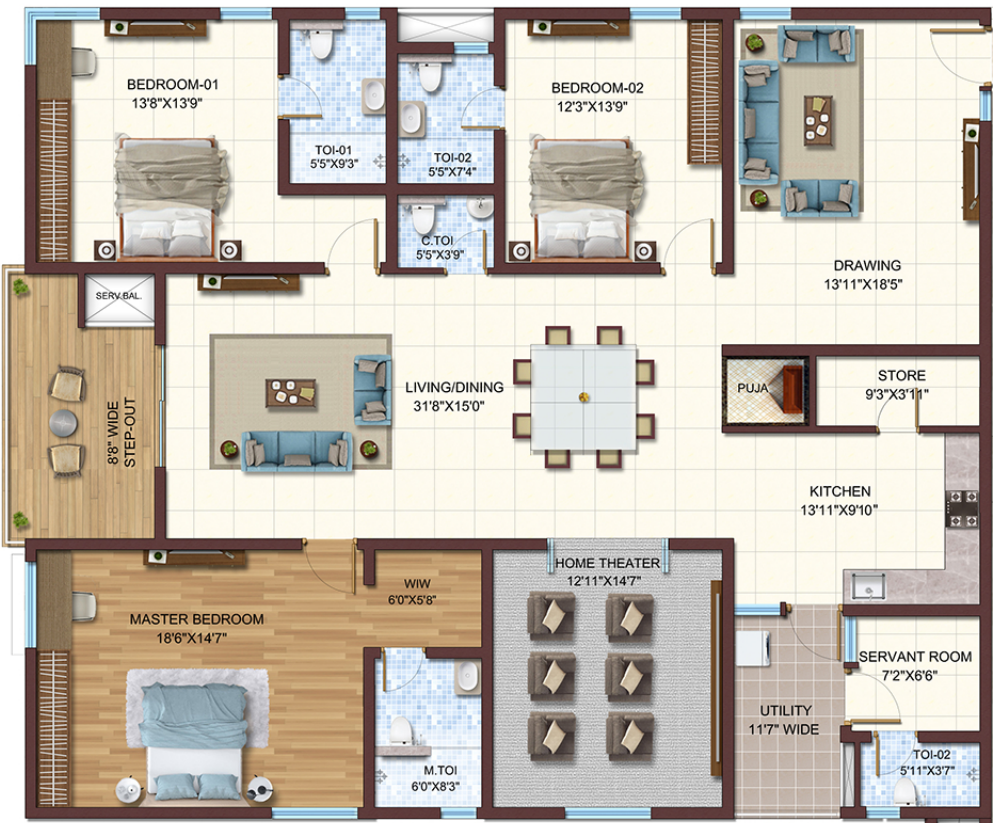 BEDROOM-01
13'8"X13'9"
TOI-01
5'5"X9'3"
TOI-02
5'5"X7'4"
BEDROOM-02
12'3"X13'9"
C.TOI
5'5"X3'9"
DRAWING
13'11"X18'5"
SERV.BAL.
8'8" WIDE
STEP-OUT
LIVING/DINING
31'8"X15'0"
PUJA
STORE
9'3"X3'11"
KITCHEN
13'11"X9'10"
MASTER BEDROOM
18'6"X14'7"
WIW
6'0"X5'8"
HOME THEATER
12'11"X14'7"
M.TOI
6'0"X8'3"
UTILITY
11'7" WIDE
SERVANT ROOM
7'2"X6'6"
TOI-02
5'11"X3'7"